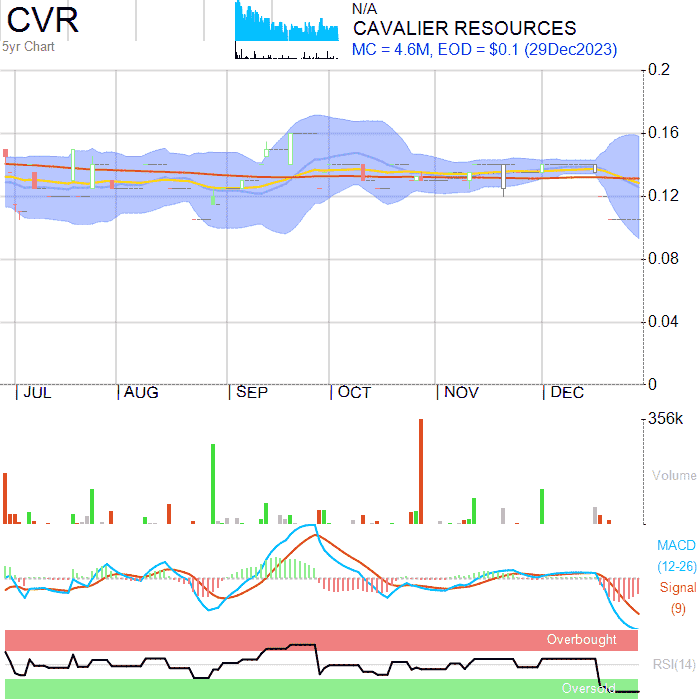 CVR
5yr Chart
N/A
CAVALIER RESOURCES
MC = 4.6M, EOD = $0.1 (29Dec2023)
0.2
0.16
0.12
0.08
0.04
0
JUL AUG SEP OCT NOV DEC
356k
Volume
MACD
(12-26)
Signal
(9)
Overbought
RSI(14)
Oversold